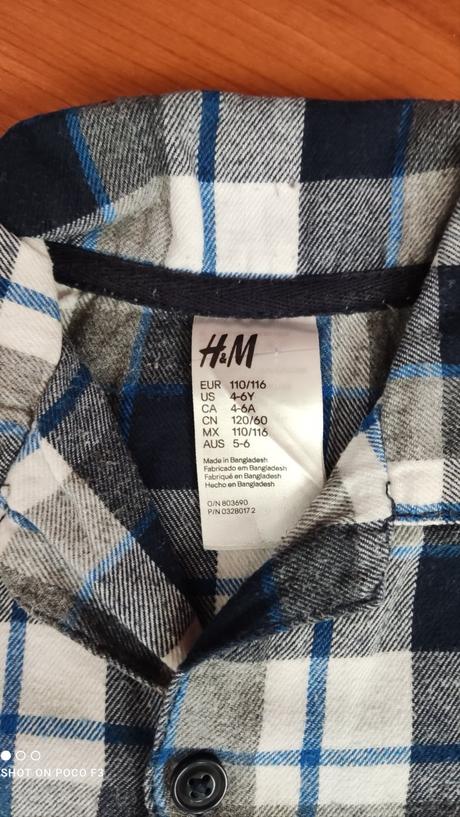 H&M
EUR 110/116
US 4-6Y
CA 4-6A
CN 120/60
MX 110/116
AUS 5-6
Made in Bangladesh
Fabricado em Bangladesh
Fabriqué en Bangladesh
Hecho en Bangladesh
O/N 803690
P/N 0328017 2
SHOT ON POCO F3